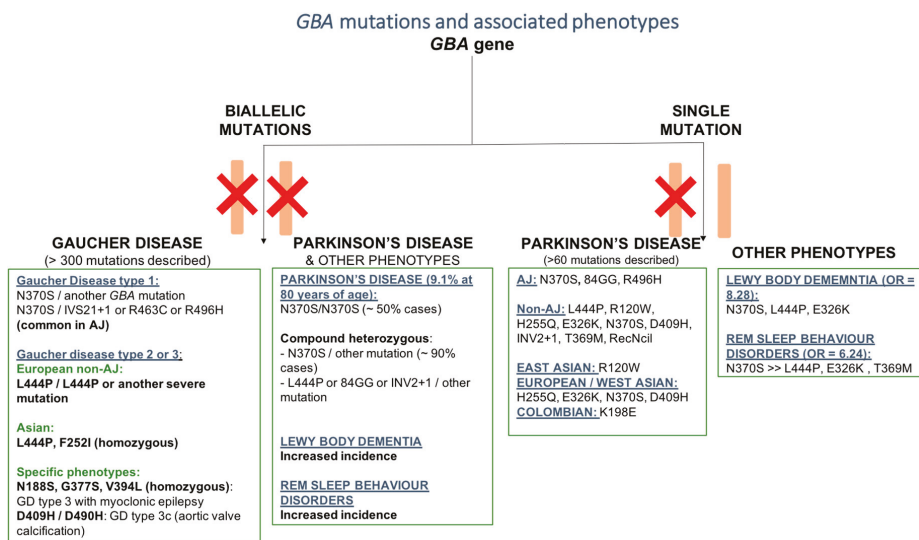 GBA mutations and associated phenotypes
GBA gene
BIALLELIC
MUTATIONS
SINGLE
MUTATION
GAUCHER DISEASE
(> 300 mutations described)
Gaucher Disease type 1:
N370S / another GBA mutation
N370S / IVS21+1 or R463C or R496H
(common in AJ)
Gaucher disease type 2 or 3:
European non-AJ:
L444P / L444P or another severe
mutation
Asian:
L444P, F252I (homozygous)
Specific phenotypes:
N188S, G377S, V394L (homozygous):
GD type 3 with myoclonic epilepsy
D409H / D490H: GD type 3c (aortic valve
calcification)
PARKINSON'S DISEASE
& OTHER PHENOTYPES
PARKINSON'S DISEASE (9.1% at
80 years of age):
N370S/N370S (~ 50% cases)
Compound heterozygous:
- N370S / other mutation (~ 90%
cases)
- L444P or 84GG or INV2+1 / other
mutation
LEWY BODY DEMENTIA
Increased incidence
REM SLEEP BEHAVIOUR
DISORDERS
Increased incidence
PARKINSON'S DISEASE
(>60 mutations described)
AJ: N370S, 84GG, R496H
Non-AJ: L444P, R120W,
H255Q, E326K, N370S, D409H,
INV2+1, T369M, RecNcil
EAST ASIAN: R120W
EUROPEAN / WEST ASIAN:
H255Q, E326K, N370S, D409H
COLOMBIAN: K198E
OTHER PHENOTYPES
LEWY BODY DEMEMNTIA (OR =
8.28):
N370S, L444P, E326K
REM SLEEP BEHAVIOUR
DISORDERS (OR = 6.24):
N370S >> L444P, E326K , T369M